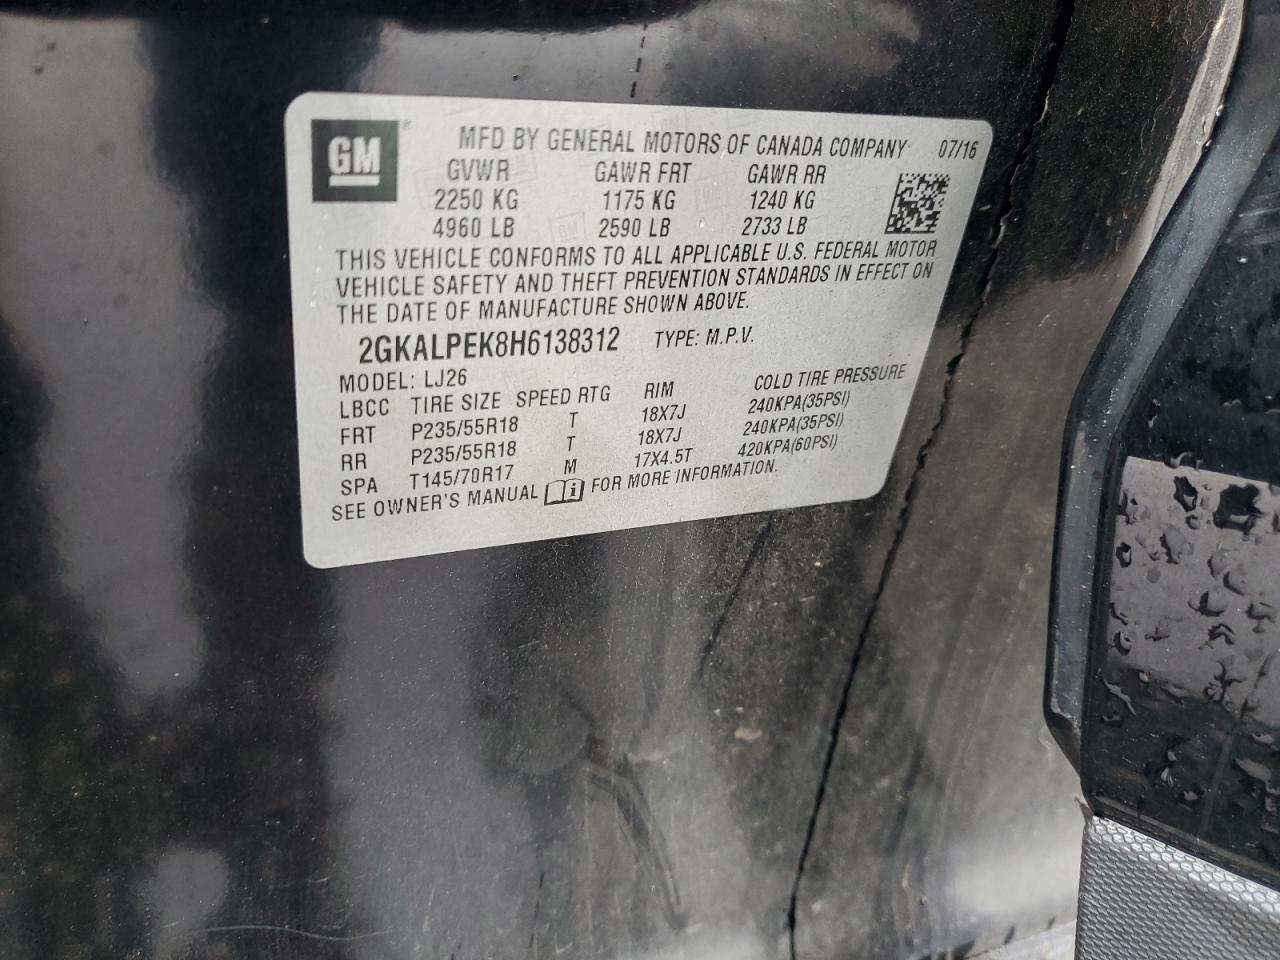 GM ® MFD BY GENERAL MOTORS OF CANADA COMPANY 07/16
GVWR GAWR FRT GAWR RR
2250 KG 1175 KG 1240 KG
4960 LB 2590 LB 2733 LB
THIS VEHICLE CONFORMS TO ALL APPLICABLE U.S. FEDERAL MOTOR
VEHICLE SAFETY AND THEFT PREVENTION STANDARDS IN EFFECT ON
THE DATE OF MANUFACTURE SHOWN ABOVE.
2GKALPEK8H6138312 TYPE: M.P.V.
MODEL: LJ26
LBCC TIRE SIZE SPEED RTG RIM COLD TIRE PRESSURE
FRT P235/55R18 T 18X7J 240KPA(35PSI)
RR P235/55R18 T 18X7J 240KPA(35PSI)
SPA T145/70R17 M 17X4.5T 420KPA(60PSI)
SEE OWNER'S MANUAL i FOR MORE INFORMATION.